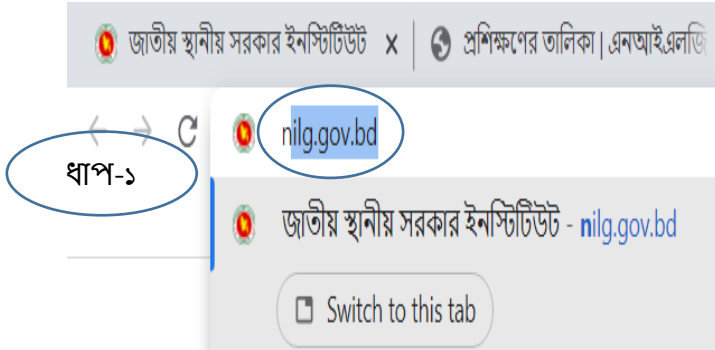 জাতীয় স্থানীয় সরকার ইনস্টিটিউট x প্রশিক্ষণের তালিকা | এনআইএলজি
nilg.gov.bd
ধাপ-১
জাতীয় স্থানীয় সরকার ইনস্টিটিউট - nilg.gov.bd
Switch to this tab